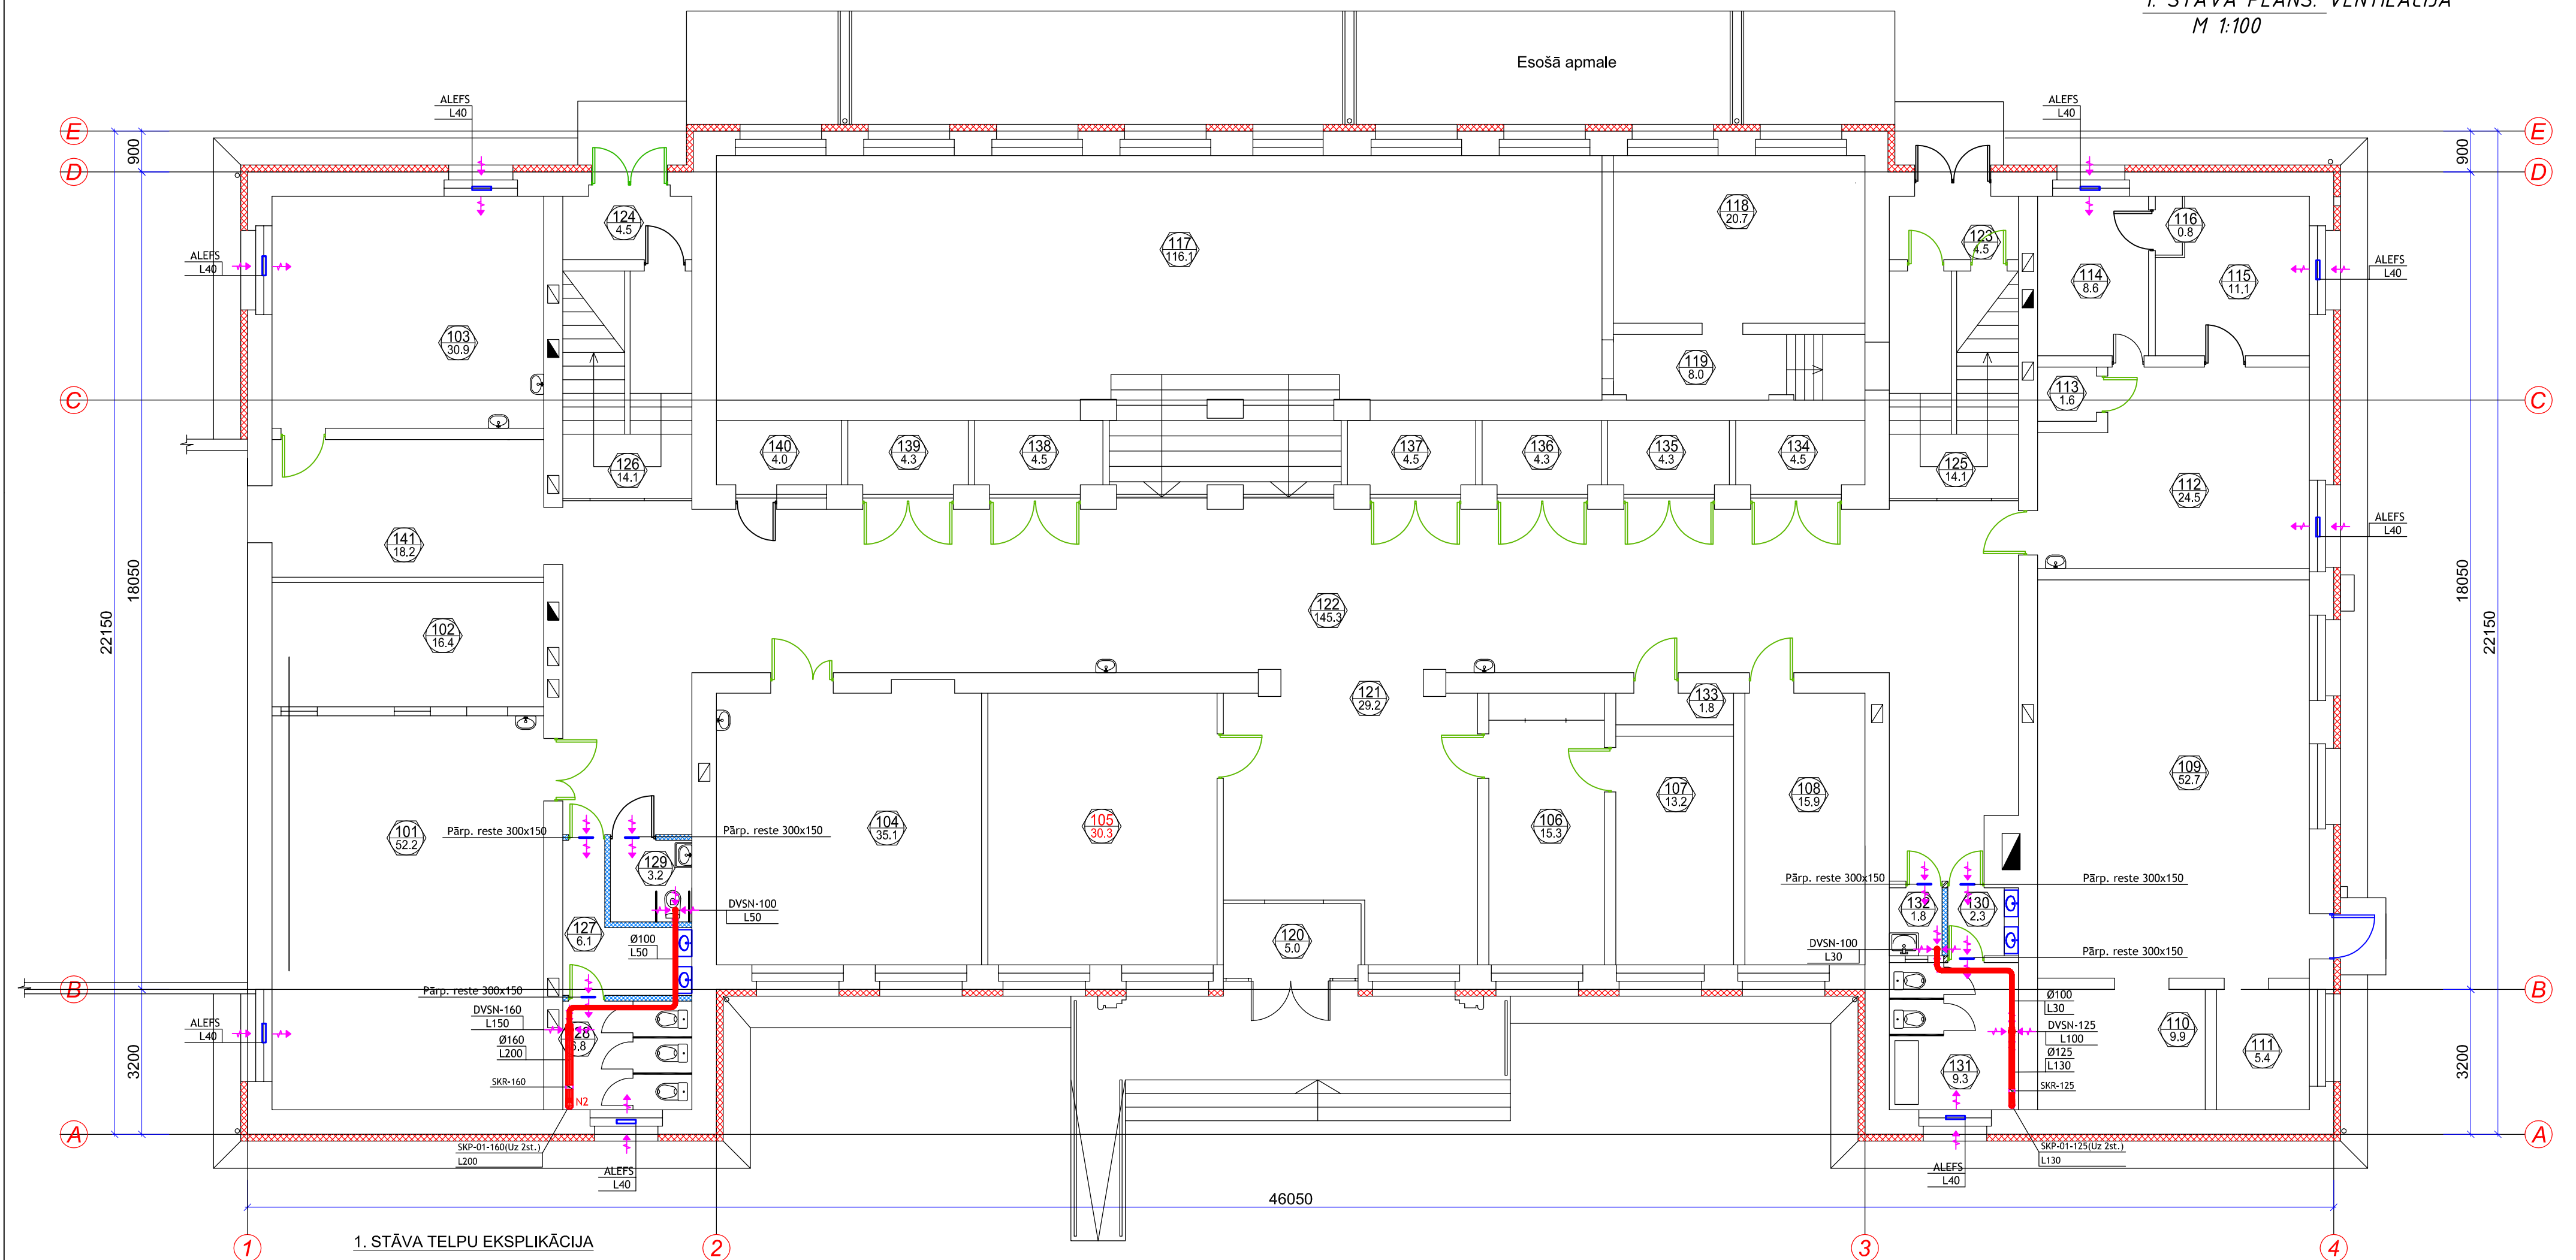 1. STĀVA PLĀNS. VENTILĀCIJA
M 1:100
Esošā apmale
ALEFS
L40
ALEFS
L40
E
E
900
900
D
D
124
4.5
118
20.7
116
0.8
117
116.1
123
4.5
ALEFS
L40
ALEFS
L40
114
8.6
115
11.1
103
30.9
119
8.0
113
1.6
C
C
140
4.0
139
4.3
138
4.5
137
4.5
136
4.3
135
4.3
134
4.5
126
14.1
125
14.1
112
24.5
ALEFS
L40
141
18.2
22150
18050
18050
22150
122
145.3
102
16.4
121
29.2
133
1.8
109
52.7
101
52.2
104
35.1
105
30.3
106
15.3
107
13.2
108
15.9
Pārp. reste 300x150
Pārp. reste 300x150
129
3.2
Pārp. reste 300x150
Pārp. reste 300x150
DVSN-100
L50
132
1.8
130
2.3
127
6.1
Ø100
L50
120
5.0
DVSN-100
L30
Pārp. reste 300x150
B
B
Pārp. reste 300x150
DVSN-160
L150
Ø100
L30
ALEFS
L40
128
6.8
DVSN-125
L100
110
9.9
Ø160
L200
Ø125
L130
111
5.4
3200
3200
SKR-160
131
9.3
SKR-125
N2
A
A
SKP-01-160(Uz 2st.)
L200
SKP-01-125(Uz 2st.)
L130
ALEFS
L40
ALEFS
L40
46050
1. STĀVA TELPU EKSPLIKĀCIJA
1
2
3
4